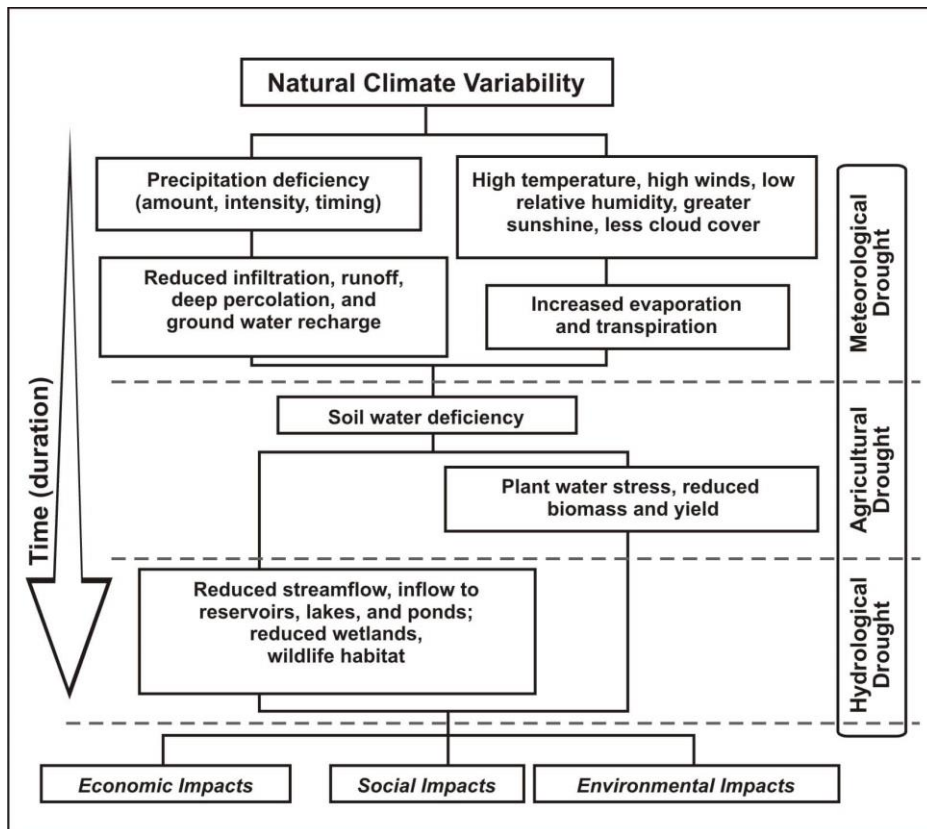 Natural Climate Variability
Precipitation deficiency
(amount, intensity, timing)
High temperature, high winds, low
relative humidity, greater
sunshine, less cloud cover
Reduced infiltration, runoff,
deep percolation, and
ground water recharge
Increased evaporation
and transpiration
Meteorological
Drought
Time (duration)
Soil water deficiency
Plant water stress, reduced
biomass and yield
Agricultural
Drought
Reduced streamflow, inflow to
reservoirs, lakes, and ponds;
reduced wetlands,
wildlife habitat
Hydrological
Drought
Economic Impacts
Social Impacts
Environmental Impacts